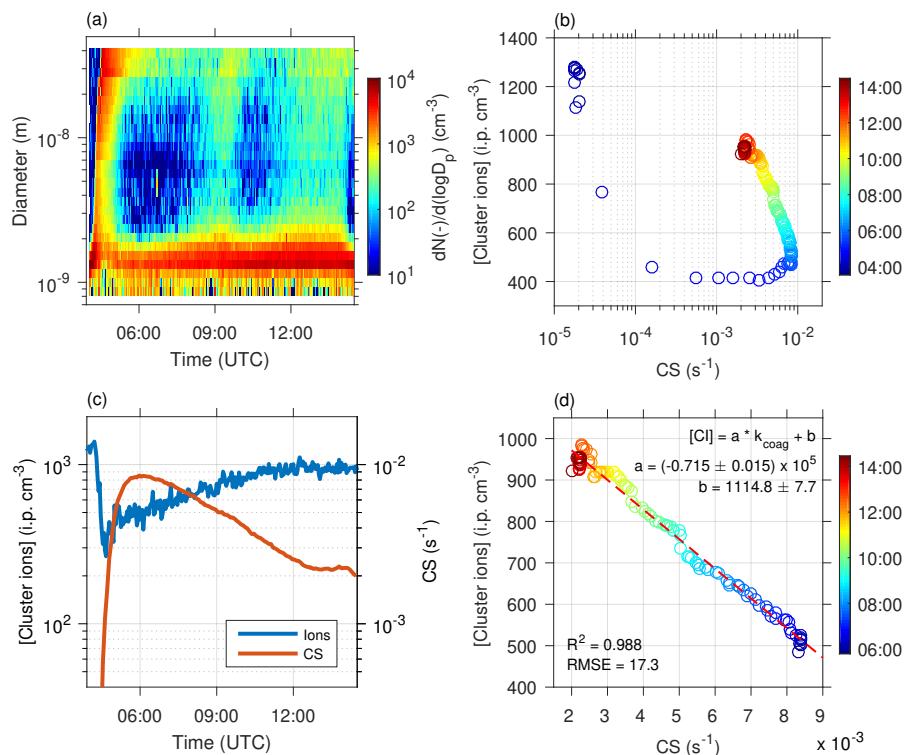 (a)
Diameter (m)
10^-8
10^-9
06:00 09:00 12:00
Time (UTC)
10^4
10^3
10^2
10^1
dN(-)/d(logD_p) (cm^-3)
(b)
[Cluster ions] (i.p. cm^-3)
1400
1200
1000
800
600
400
10^-5 10^-4 10^-3 10^-2
CS (s^-1)
14:00
12:00
10:00
08:00
06:00
04:00
(c)
[Cluster ions] (i.p. cm^-3)
10^3
10^2
Ions
CS
06:00 09:00 12:00
Time (UTC)
10^-2
10^-3
CS (s^-1)
(d)
[Cluster ions] (i.p. cm^-3)
1000
900
800
700
600
500
400
[CI] = a * k_coag + b
a = (-0.715 ± 0.015) x 10^5
b = 1114.8 ± 7.7
R^2 = 0.988
RMSE = 17.3
2 3 4 5 6 7 8 9
CS (s^-1)
x 10^-3
14:00
12:00
10:00
08:00
06:00